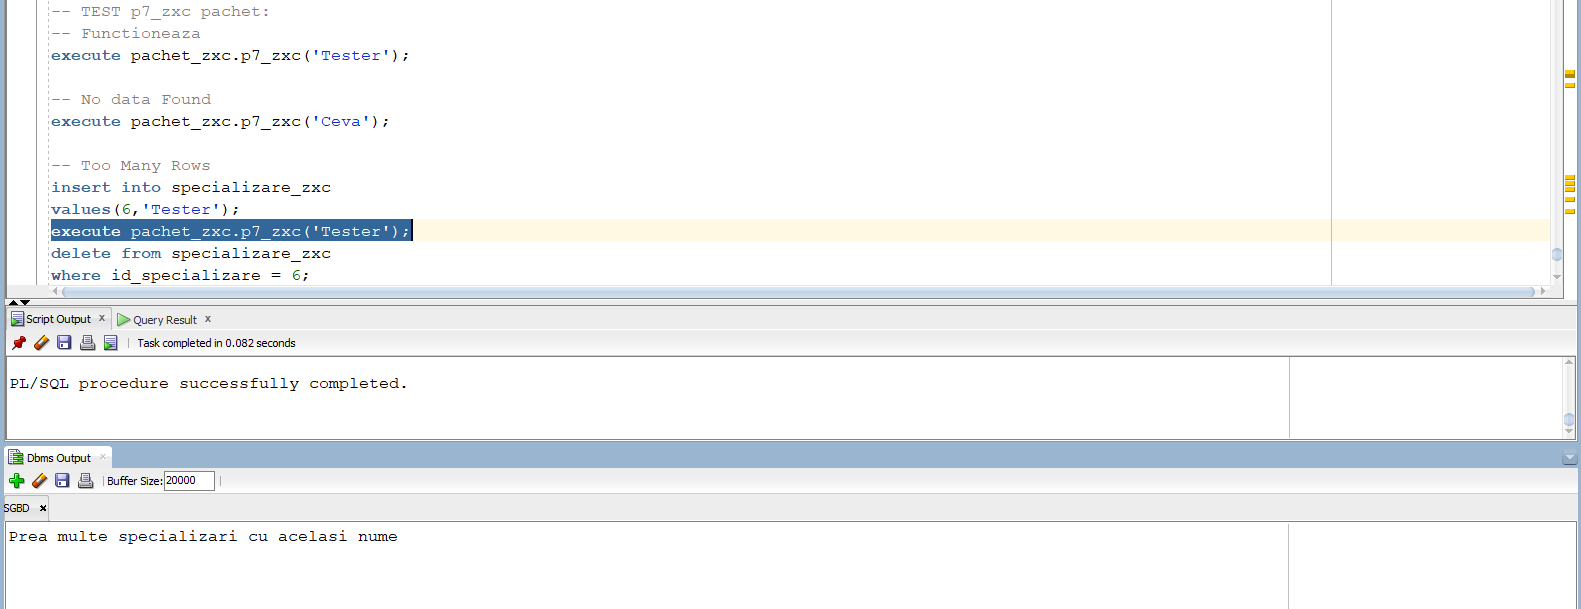 -- TEST p7_zxc pachet:
-- Functioneaza
execute pachet_zxc.p7_zxc('Tester');
-- No data Found
execute pachet_zxc.p7_zxc('Ceva');
-- Too Many Rows
insert into specializare_zxc
values(6,'Tester');
execute pachet_zxc.p7_zxc('Tester');
delete from specializare_zxc
where id_specializare = 6;
Script Output x Query Result x
Task completed in 0.082 seconds
PL/SQL procedure successfully completed.
Dbms Output x
Buffer Size: 20000
SGBD x
Prea multe specializari cu acelasi nume